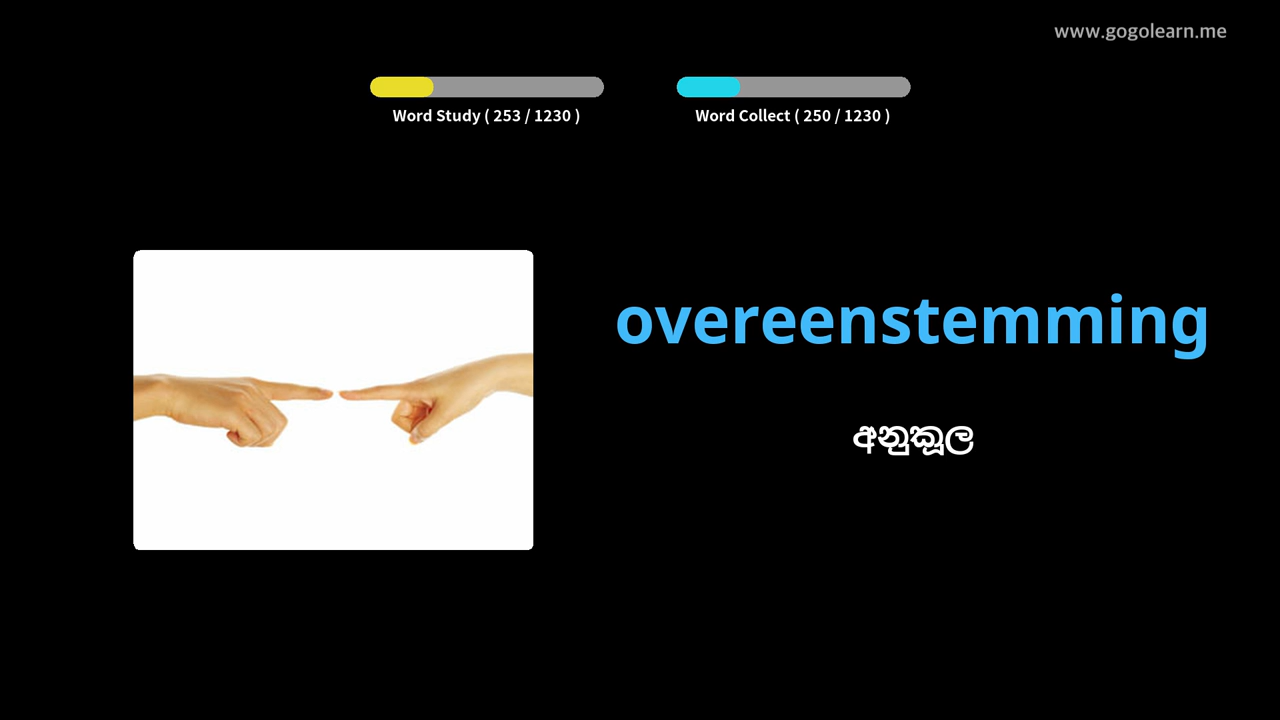 www.gogolearn.me
Word Study ( 253 / 1230 )
Word Collect ( 250 / 1230 )
overeenstemming
අනුකූල